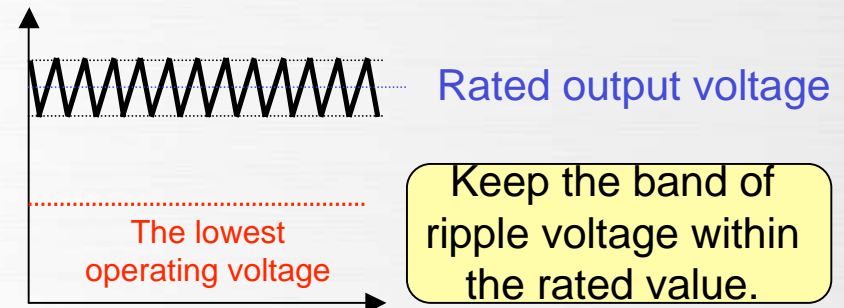 Rated output voltage
Keep the band of
ripple voltage within
the rated value.
The lowest
operating voltage